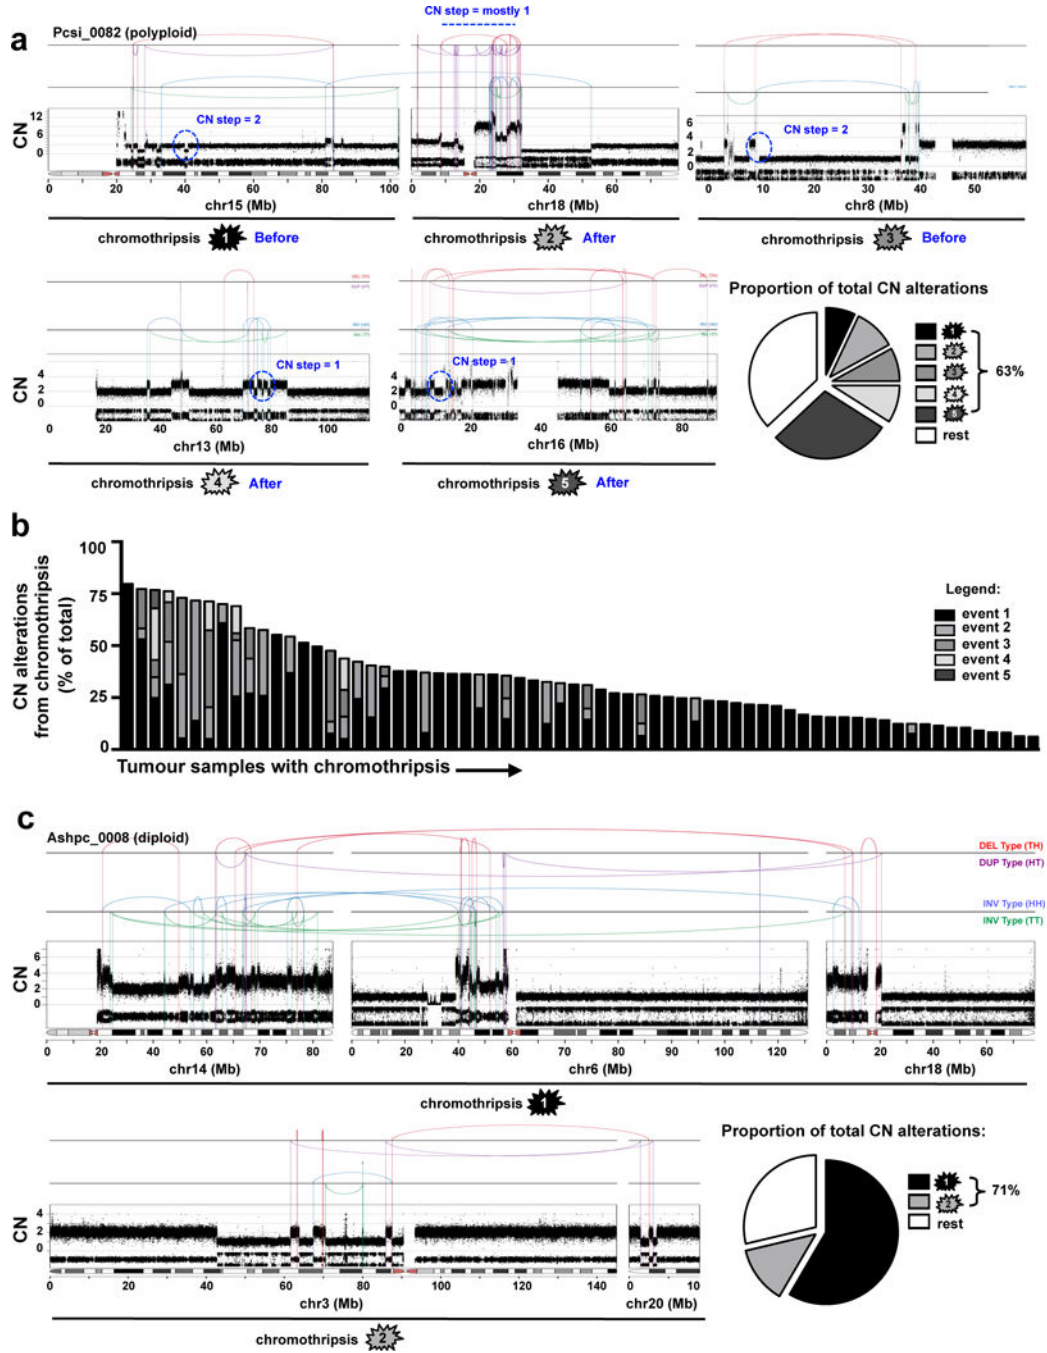 a
Pcsi_0082 (polyploid)
CN step = mostly 1
CN
12
6
0
CN step = 2
0 20 40 60 80 100
chr15 (Mb)
0 20 40 60
chr18 (Mb)
CN step = 2
6
4
2
0
0 10 20 30 40 50
chr8 (Mb)
chromothripsis 1 Before
chromothripsis 2 After
chromothripsis 3 Before
DEL (TH)
DUP (HT)
CN
4
2
0
CN step = 1
0 20 40 60 80 100
chr13 (Mb)
4
2
0
CN step = 1
0 20 40 60 80
chr16 (Mb)
chromothripsis 4 After
chromothripsis 5 After
Proportion of total CN alterations
1
2
3
4
5
rest
63%
b
CN alterations
from chromothripsis
(% of total)
100
75
50
25
0
Tumour samples with chromothripsis
Legend:
event 1
event 2
event 3
event 4
event 5
c
Ashpc_0008 (diploid)
DEL Type (TH)
DUP Type (HT)
INV Type (HH)
INV Type (TT)
CN
6
4
2
0
0 20 40 60 80
chr14 (Mb)
0 20 40 60 80 100 120
chr6 (Mb)
0 20 40 60
chr18 (Mb)
chromothripsis 1
CN
4
2
0
0 20 40 60 80 100 120 140
chr3 (Mb)
0 10
chr20 (Mb)
chromothripsis 2
Proportion of total CN alterations:
1
2
rest
71%